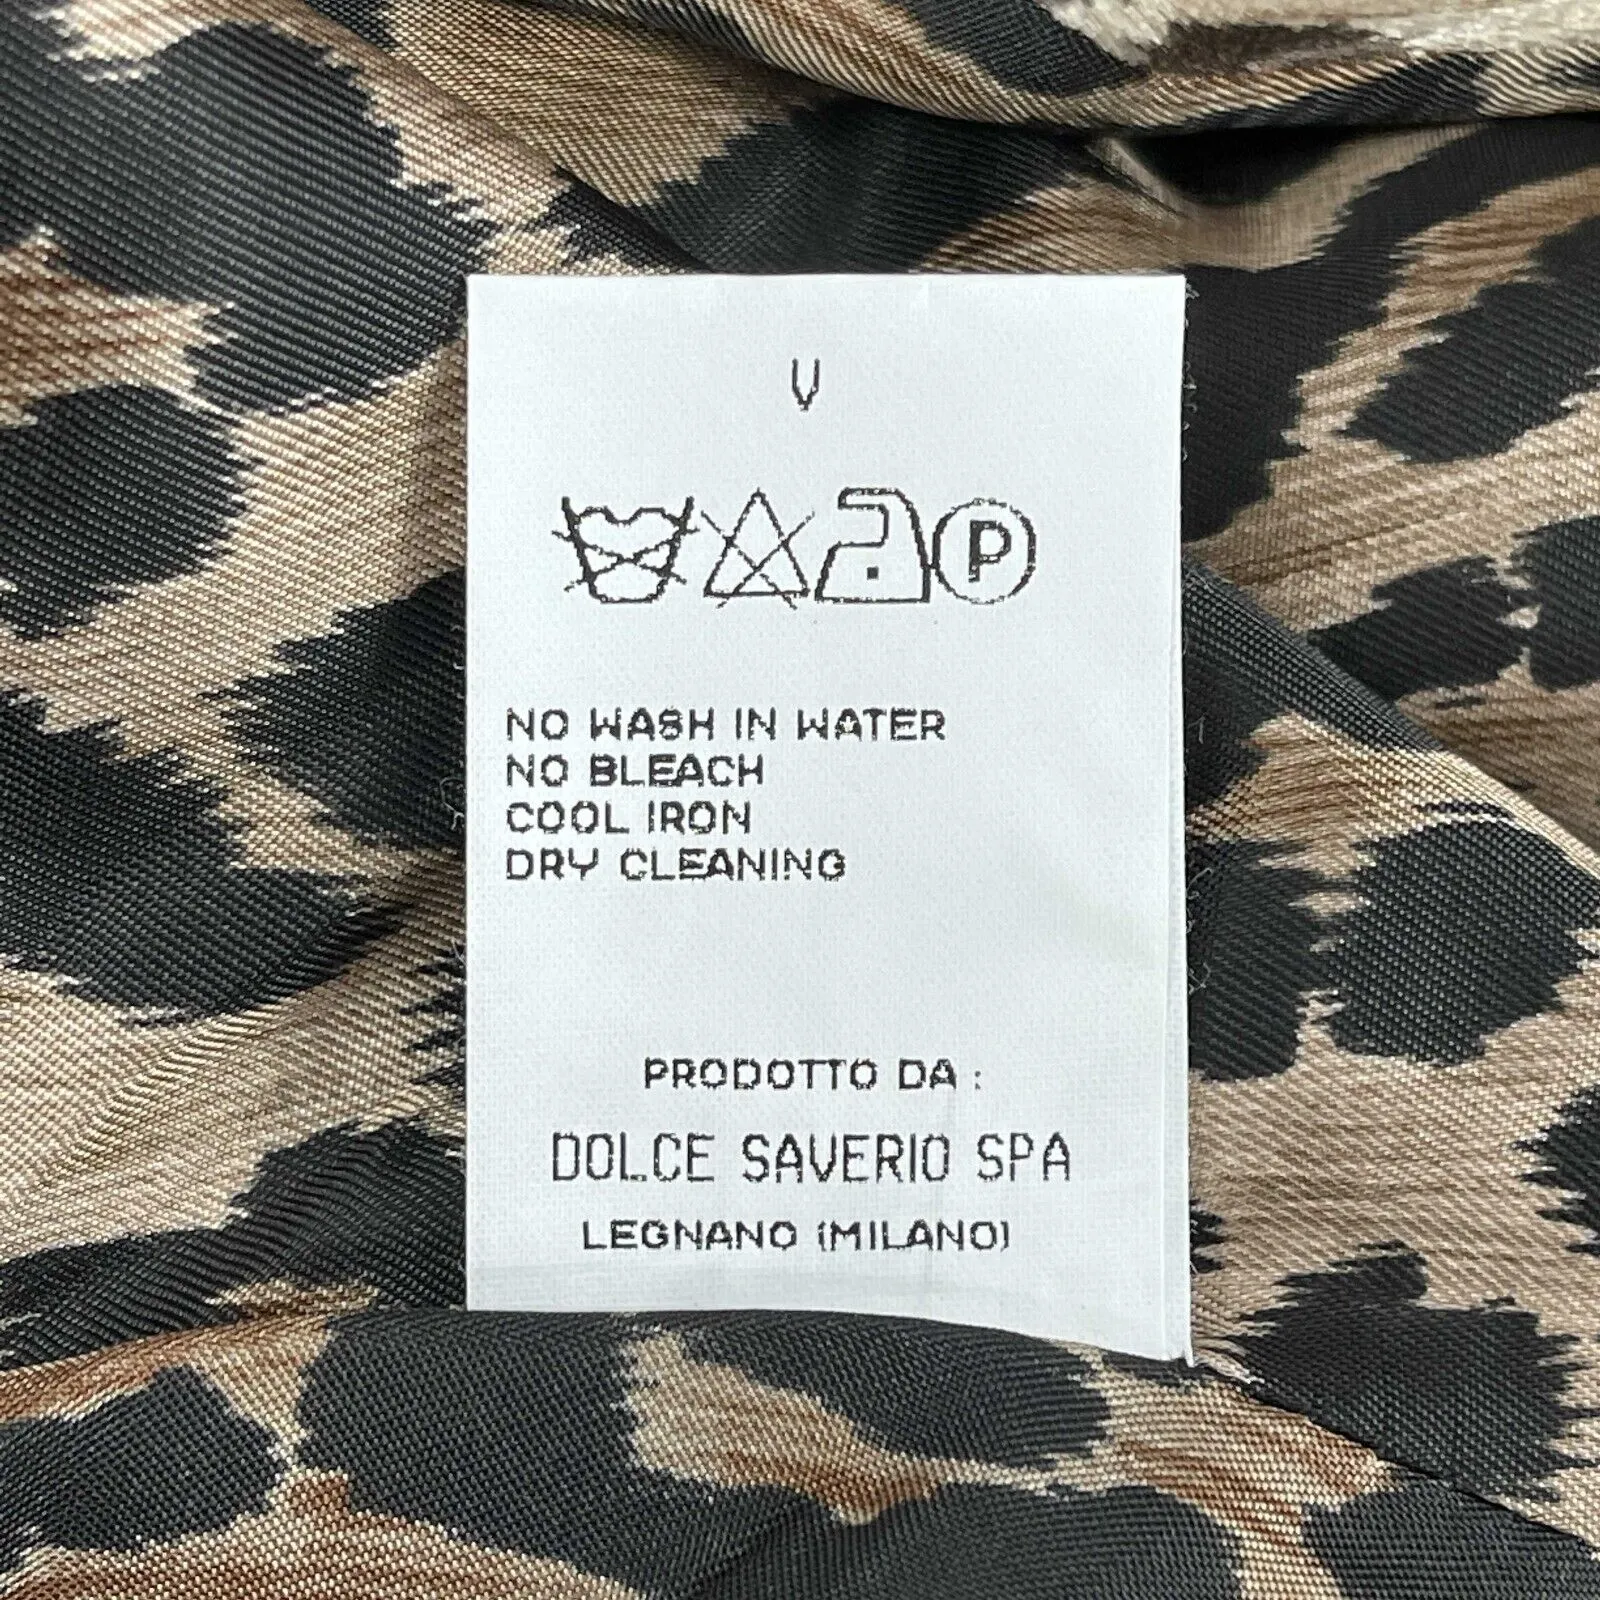 V
P
NO WASH IN WATER
NO BLEACH
COOL IRON
DRY CLEANING
PRODOTTO DA :
DOLCE SAVERIO SPA
LEGNANO (MILANO)